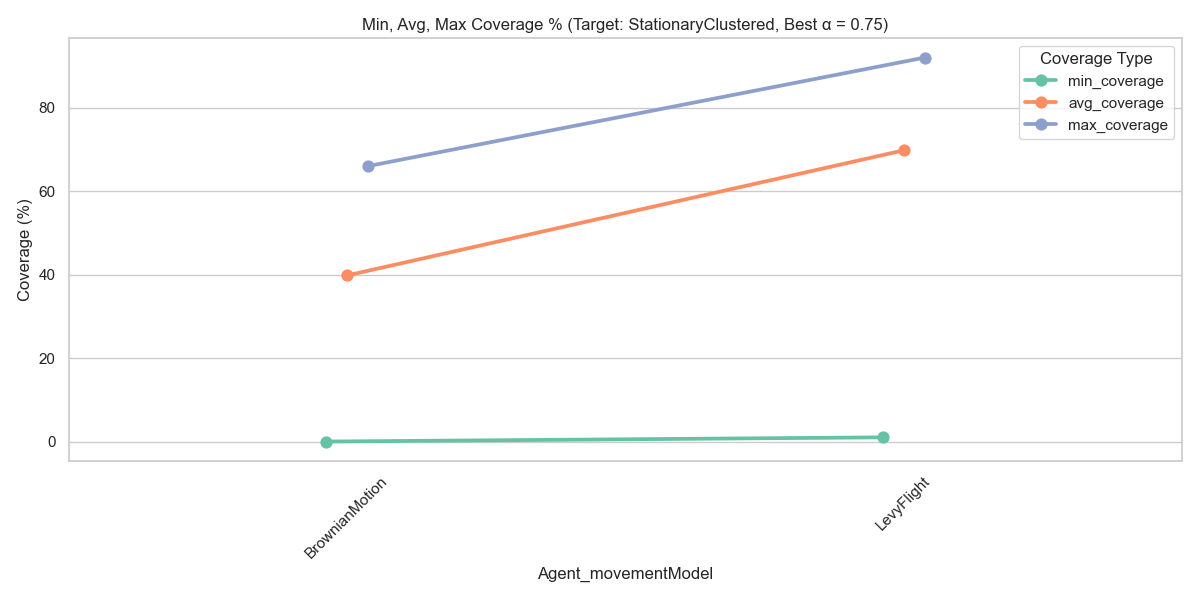 Min, Avg, Max Coverage % (Target: StationaryClustered, Best α = 0.75)
Coverage Type
min_coverage
avg_coverage
max_coverage
Coverage (%)
80
60
40
20
0
BrownianMotion
LevyFlight
Agent_movementModel